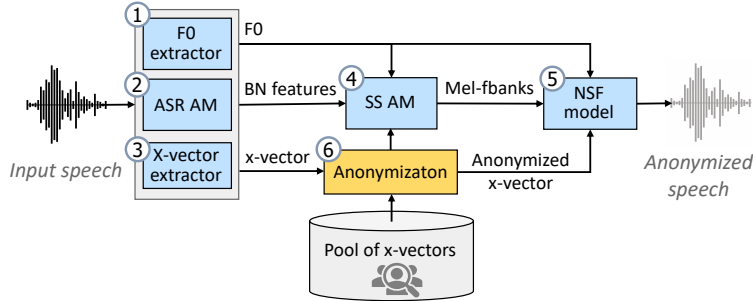 1
F0
extractor
F0
2
ASR AM
BN features
4
SS AM
Mel-fbanks
5
NSF
model
3
X-vector
extractor
x-vector
6
Anonymizaton
Anonymized
x-vector
Input speech
Anonymized
speech
Pool of x-vectors